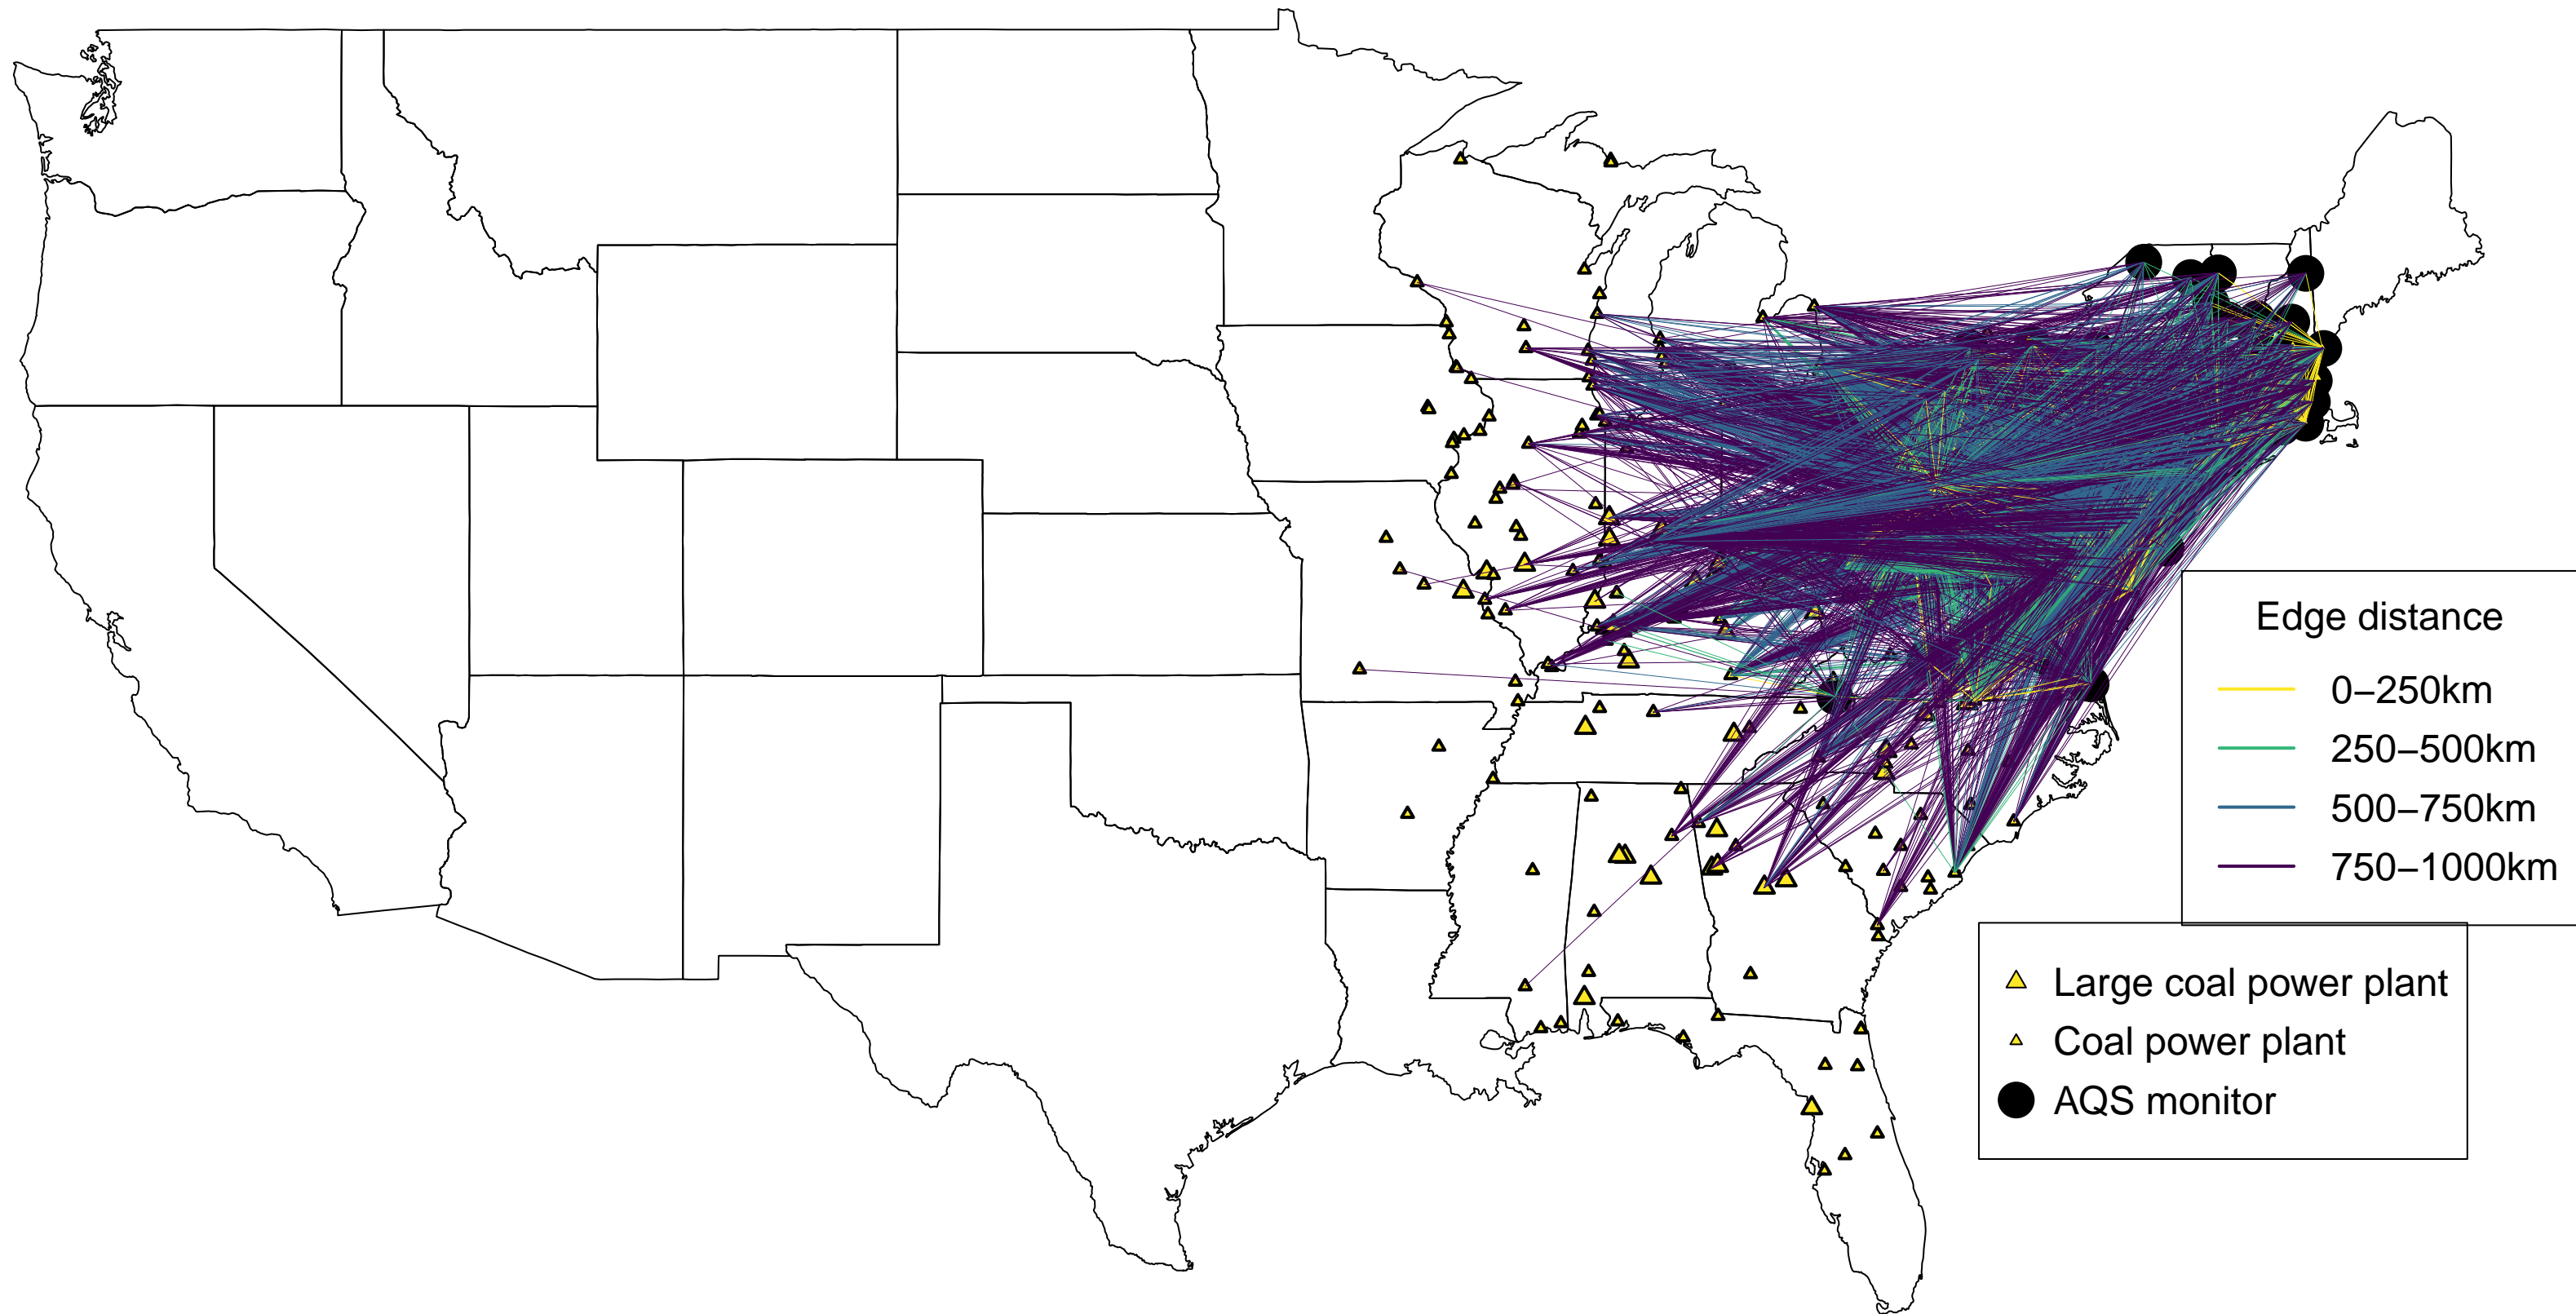 Edge distance
0−250km
250−500km
500−750km
750−1000km
Large coal power plant
Coal power plant
AQS monitor